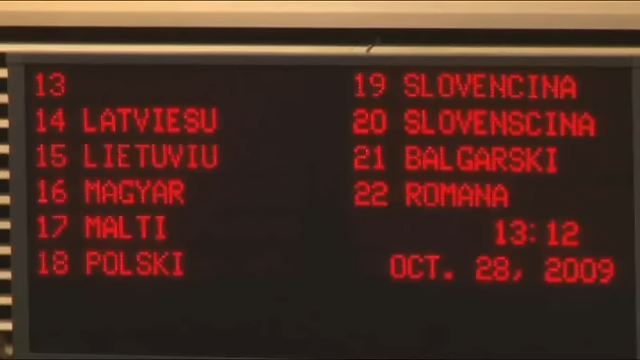 13
14 LATVIESU
15 LIETUVIU
16 MAGYAR
17 MALTI
18 POLSKI
19 SLOVENCINA
20 SLOVENSCINA
21 BALGARSKI
22 ROMANA
13:12
OCT. 28, 2009